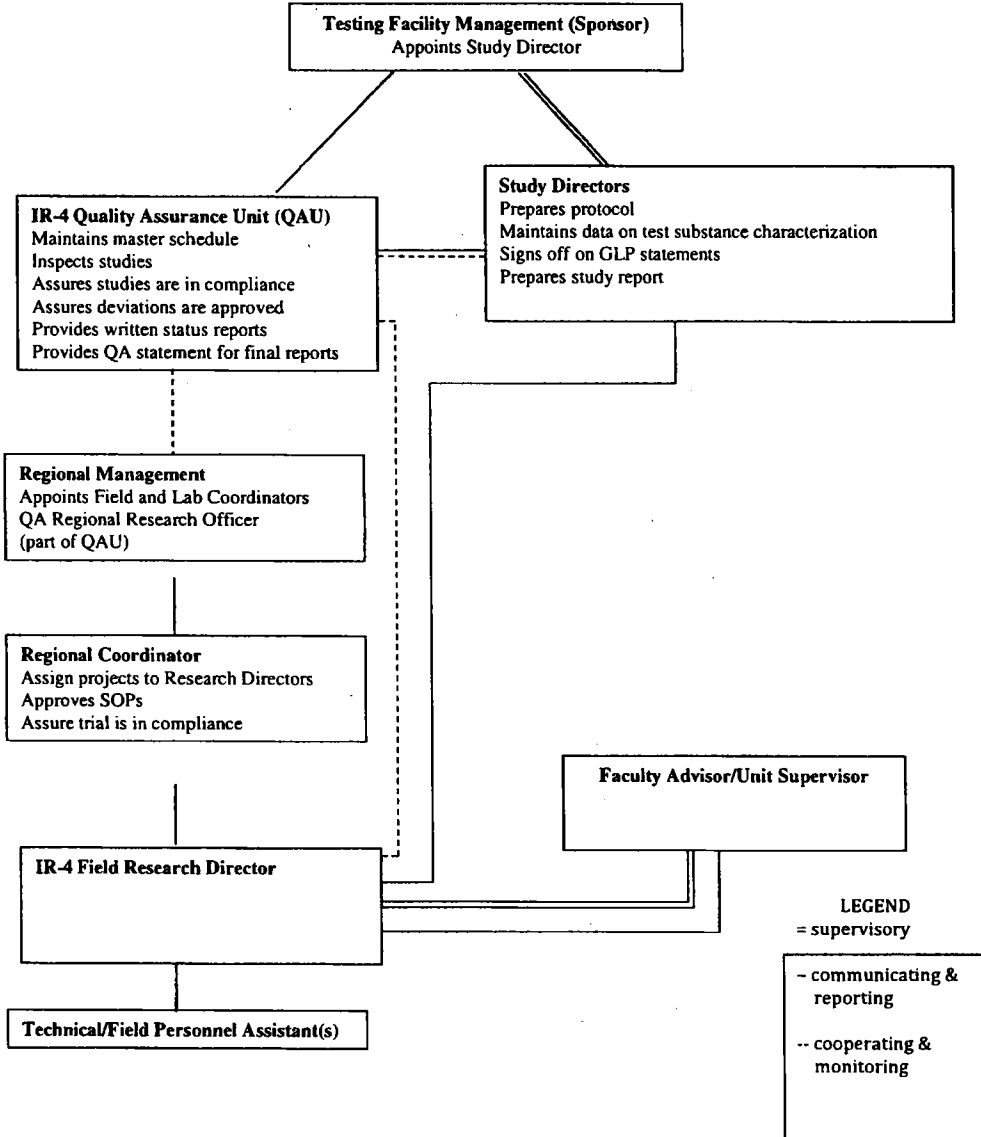 Testing Facility Management (Sponsor)
Appoints Study Director
IR-4 Quality Assurance Unit (QAU)
Maintains master schedule
Inspects studies
Assures studies are in compliance
Assures deviations are approved
Provides written status reports
Provides QA statement for final reports
Study Directors
Prepares protocol
Maintains data on test substance characterization
Signs off on GLP statements
Prepares study report
Regional Management
Appoints Field and Lab Coordinators
QA Regional Research Officer
(part of QAU)
Regional Coordinator
Assign projects to Research Directors
Approves SOPs
Assure trial is in compliance
Faculty Advisor/Unit Supervisor
IR-4 Field Research Director
Technical/Field Personnel Assistant(s)
LEGEND
= supervisory
– communicating &
reporting
-- cooperating &
monitoring